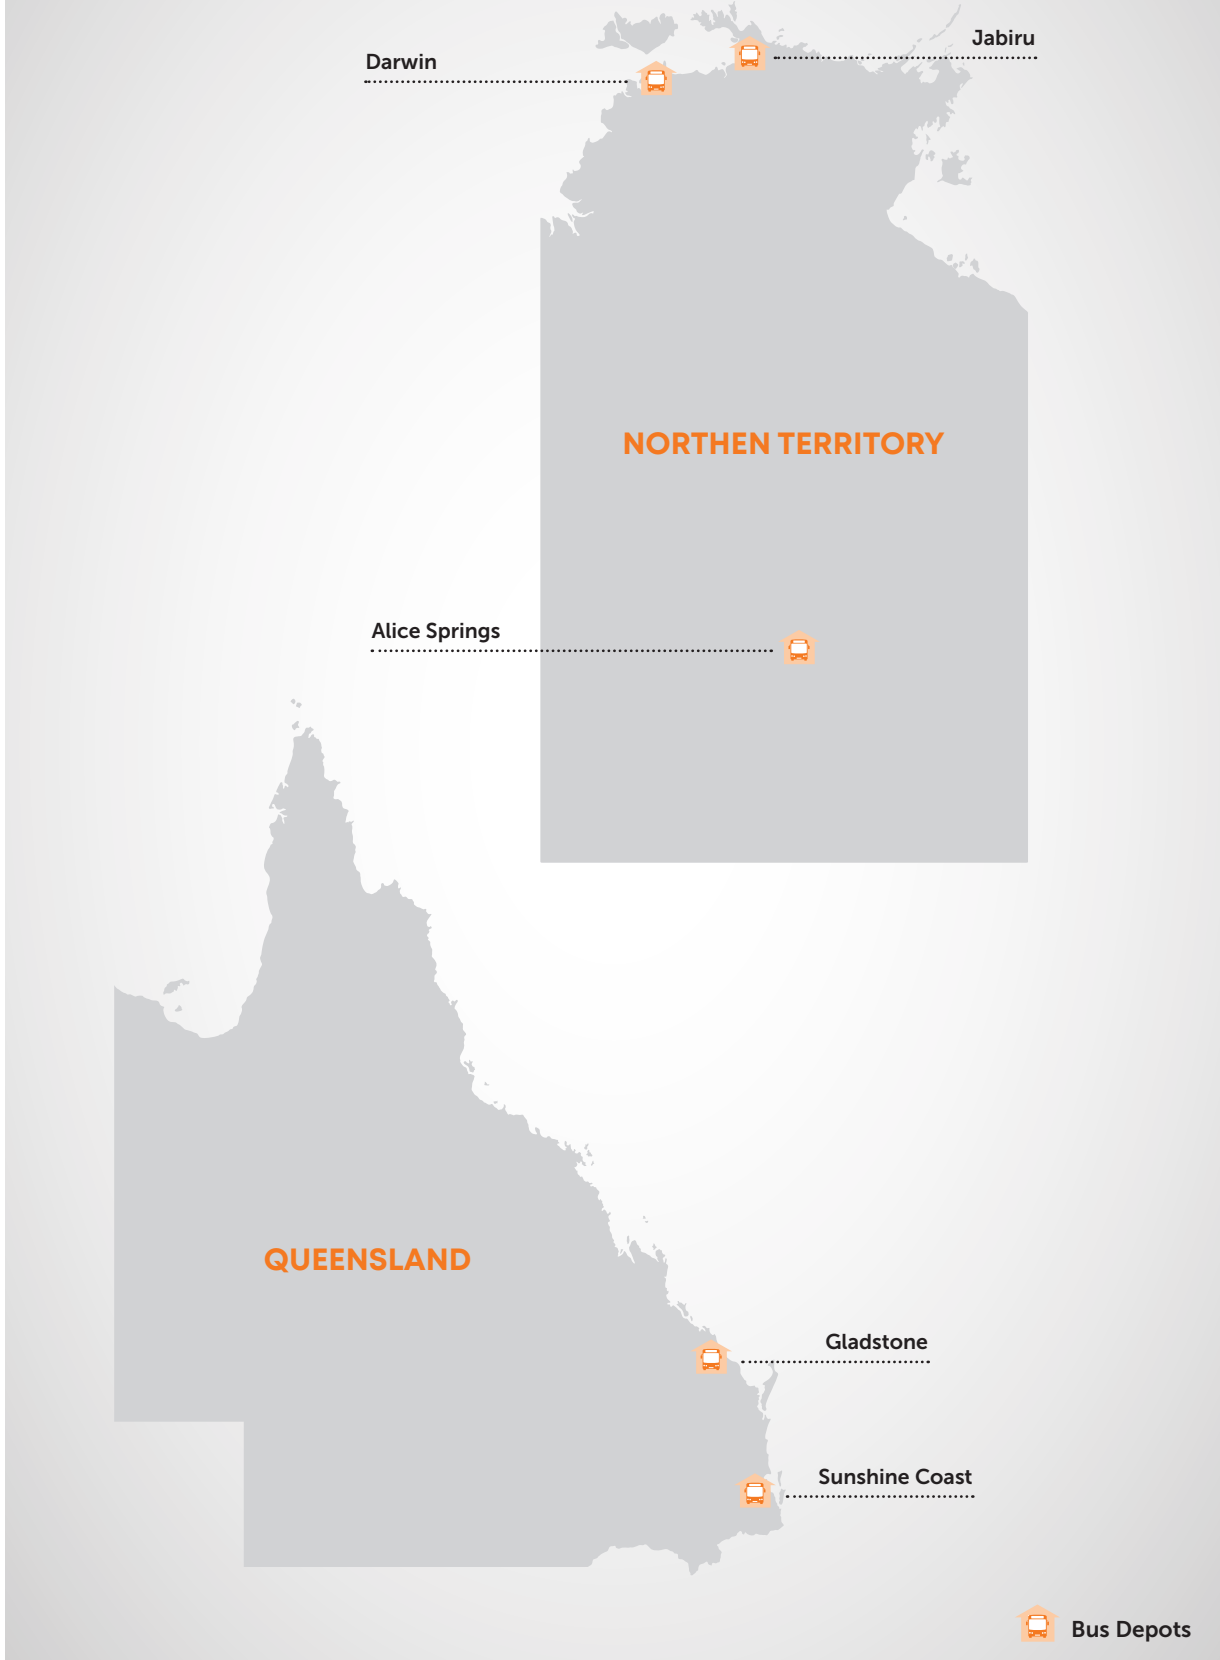 Jabiru
Darwin
NORTHEN TERRITORY
Alice Springs
QUEENSLAND
Gladstone
Sunshine Coast
Bus Depots